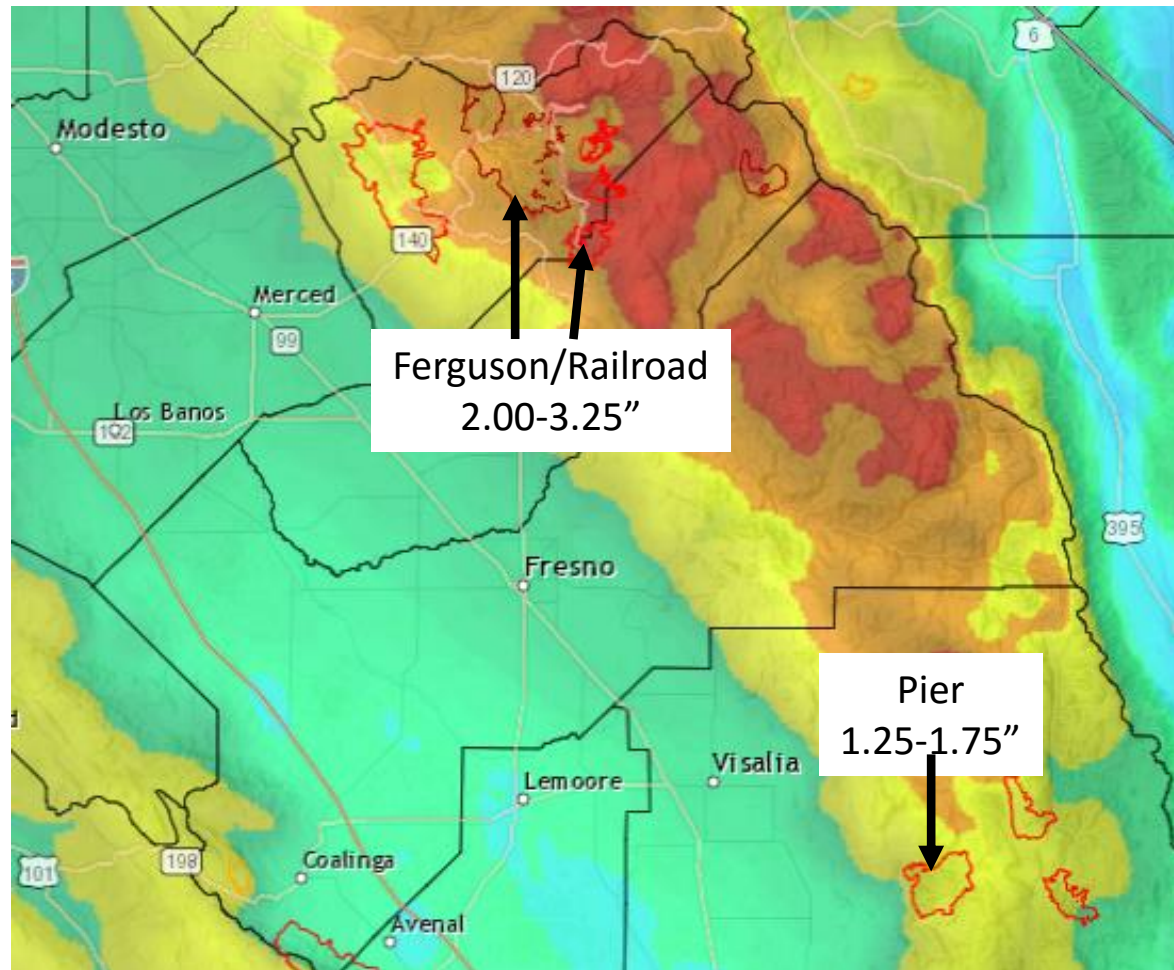 6
120
Modesto
140
Merced
99
Los Banos
Ferguson/Railroad
2.00-3.25”
395
Fresno
Pier
1.25-1.75”
Visalia
Lemoore
198
Coalinga
101
Avenal